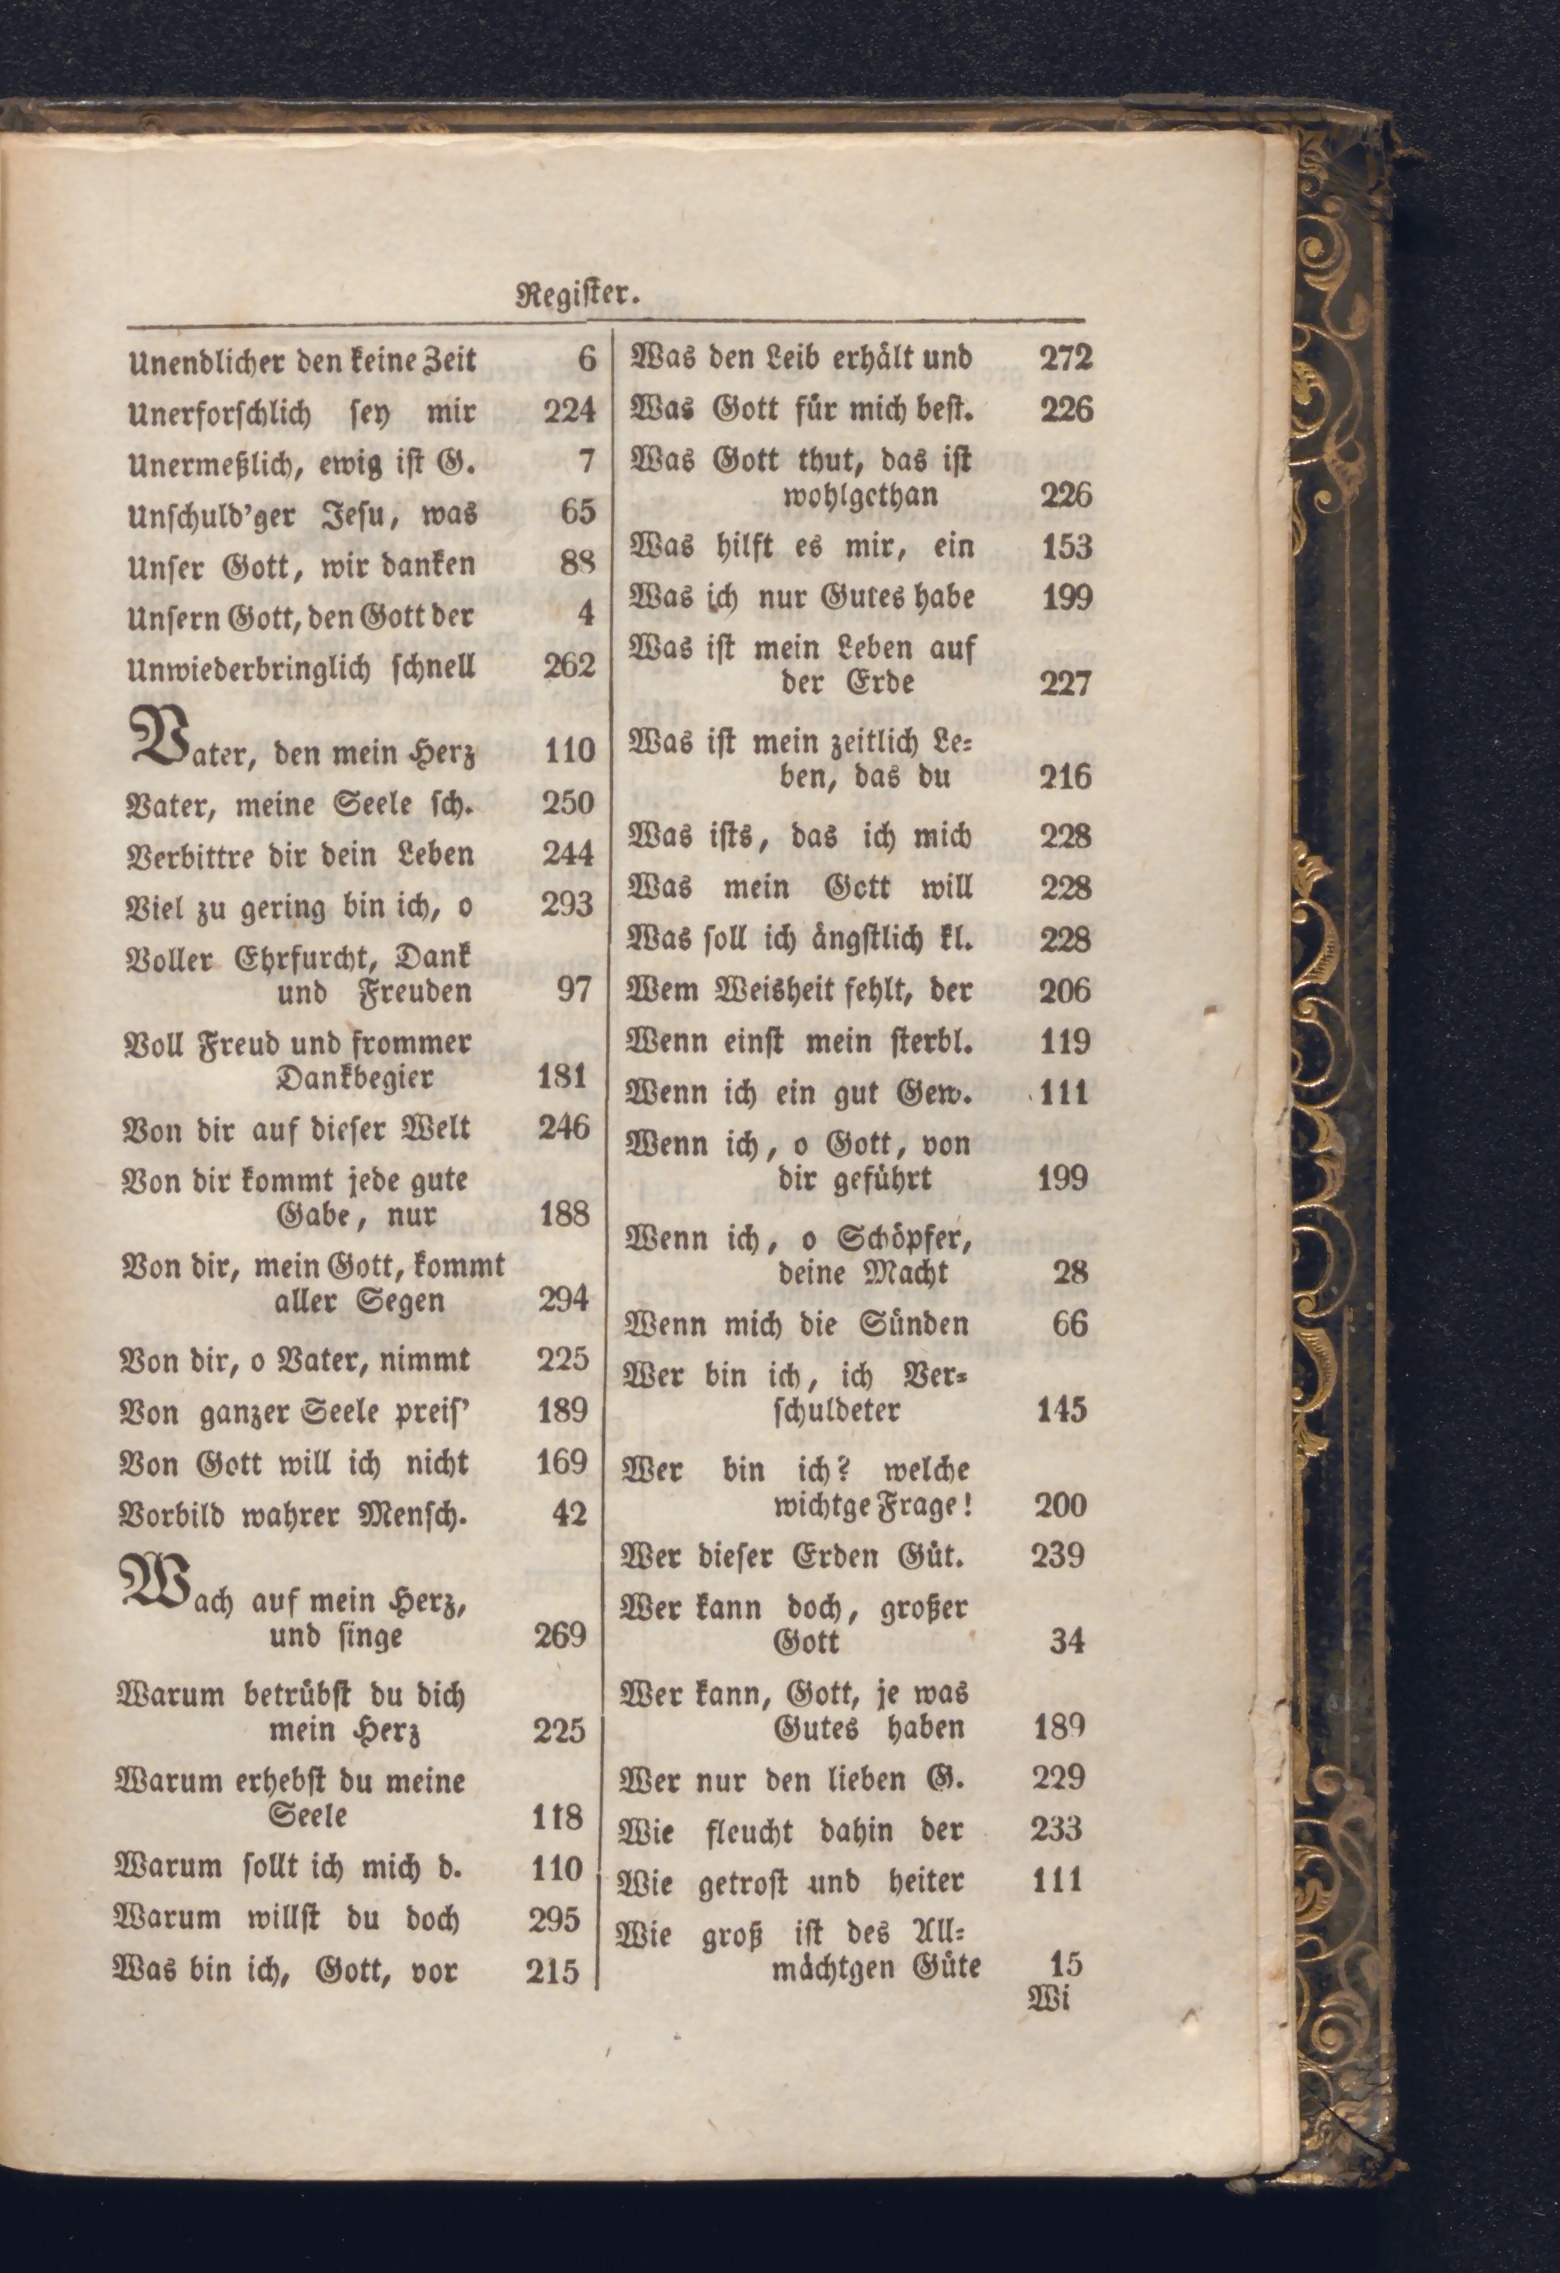 Register.
Unendlicher den keine Zeit 6
Unerforschlich sey mir 224
Unermeßlich, ewig ist G. 7
Unschuld'ger Jesu, was 65
Unser Gott, wir danken 88
Unsern Gott, den Gott der 4
Unwiederbringlich schnell 262
Vater, den mein Herz 110
Vater, meine Seele sch. 250
Verbittre dir dein Leben 244
Viel zu gering bin ich, o 293
Voller Ehrfurcht, Dank
und Freuden 97
Voll Freud und frommer
Dankbegier 181
Von dir auf dieser Welt 246
Von dir kommt jede gute
Gabe, nur 188
Von dir, mein Gott, kommt
aller Segen 294
Von dir, o Vater, nimmt 225
Von ganzer Seele preis' 189
Von Gott will ich nicht 169
Vorbild wahrer Mensch. 42
Wach auf mein Herz,
und singe 269
Warum betrübst du dich
mein Herz 225
Warum erhebst du meine
Seele 118
Warum sollt ich mich d. 110
Warum willst du doch 295
Was bin ich, Gott, vor 215
Was den Leib erhält und 272
Was Gott für mich best. 226
Was Gott thut, das ist
wohlgethan 226
Was hilft es mir, ein 153
Was ich nur Gutes habe 199
Was ist mein Leben auf
der Erde 227
Was ist mein zeitlich Le-
ben, das du 216
Was ists, das ich mich 228
Was mein Gott will 228
Was soll ich ängstlich kl. 228
Wem Weisheit fehlt, der 206
Wenn einst mein sterbl. 119
Wenn ich ein gut Gew. 111
Wenn ich, o Gott, von
dir geführt 199
Wenn ich, o Schöpfer,
deine Macht 28
Wenn mich die Sünden 66
Wer bin ich, ich Ver-
schuldeter 145
Wer bin ich? welche
wichtge Frage! 200
Wer dieser Erden Güt. 239
Wer kann doch, großer
Gott 34
Wer kann, Gott, je was
Gutes haben 189
Wer nur den lieben G. 229
Wie fleucht dahin der 233
Wie getrost und heiter 111
Wie groß ist des All-
mächtgen Güte 15
Wi